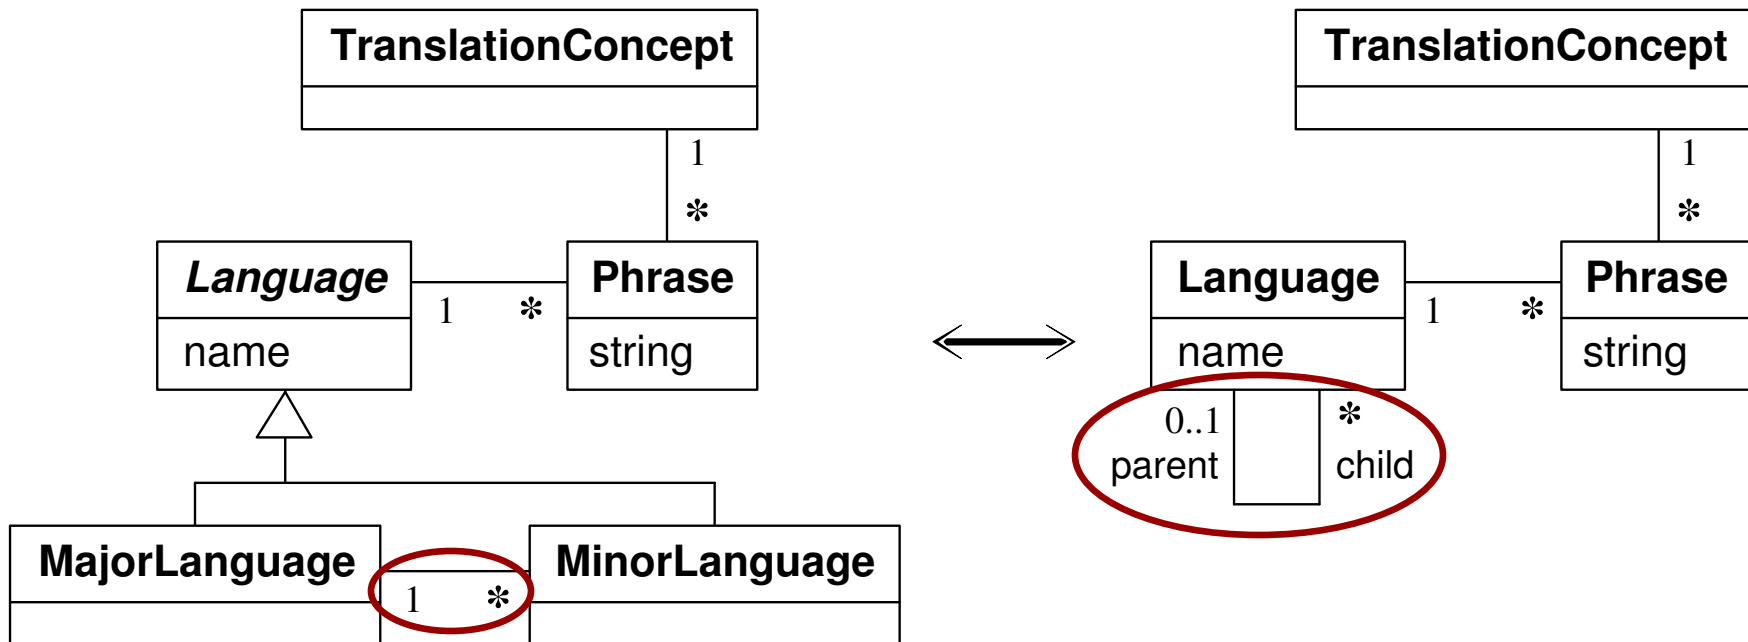 TranslationConcept
1
*
Language
1
*
Phrase
name
string
MajorLanguage
1
*
MinorLanguage
TranslationConcept
1
*
Language
1
*
Phrase
name
string
0..1
*
parent
child